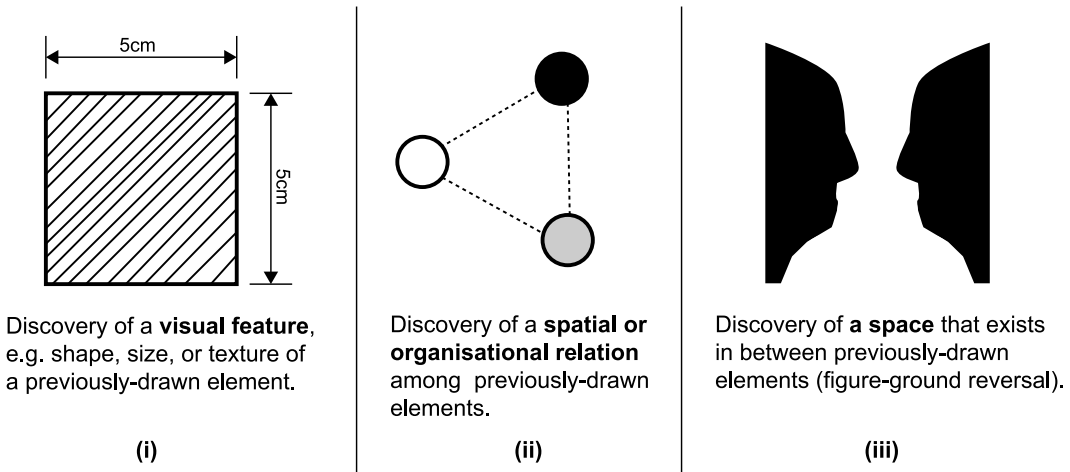 5cm
5cm
Discovery of a visual feature,
e.g. shape, size, or texture of
a previously-drawn element.
(i)
Discovery of a spatial or
organisational relation
among previously-drawn
elements.
(ii)
Discovery of a space that exists
in between previously-drawn
elements (figure-ground reversal).
(iii)